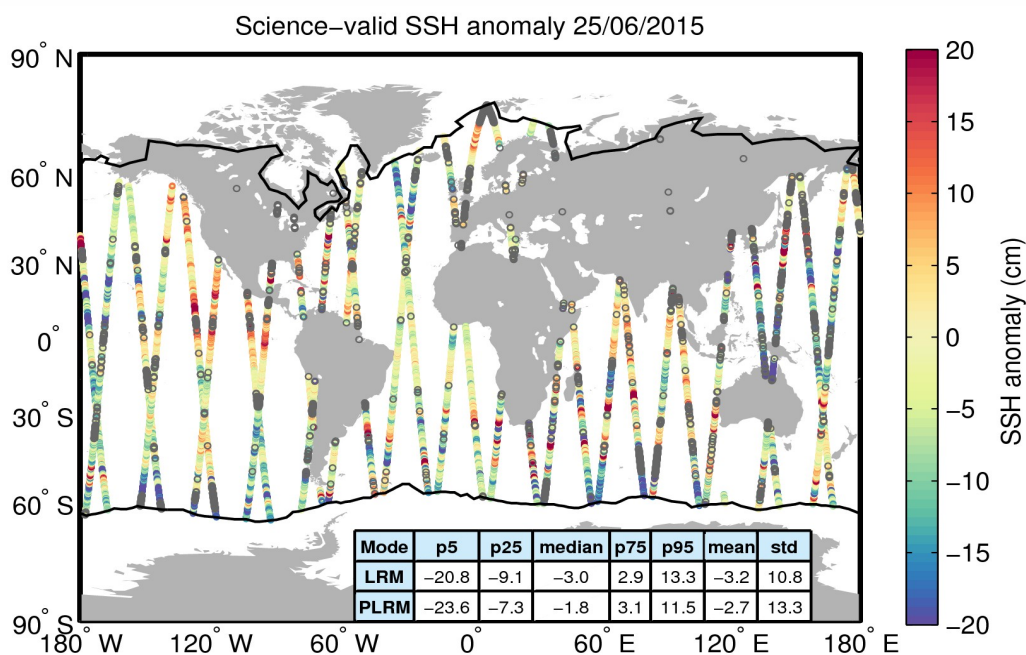 Science−valid SSH anomaly 25/06/2015
90° N
60° N
30° N
0°
30° S
60° S
90° S
180° W
120° W
60° W
0°
60° E
120° E
180° E
20
15
10
5
0
−5
−10
−15
−20
SSH anomaly (cm)
Mode p5 p25 median p75 p95 mean std
LRM −20.8 −9.1 −3.0 2.9 13.3 −3.2 10.8
PLRM −23.6 −7.3 −1.8 3.1 11.5 −2.7 13.3